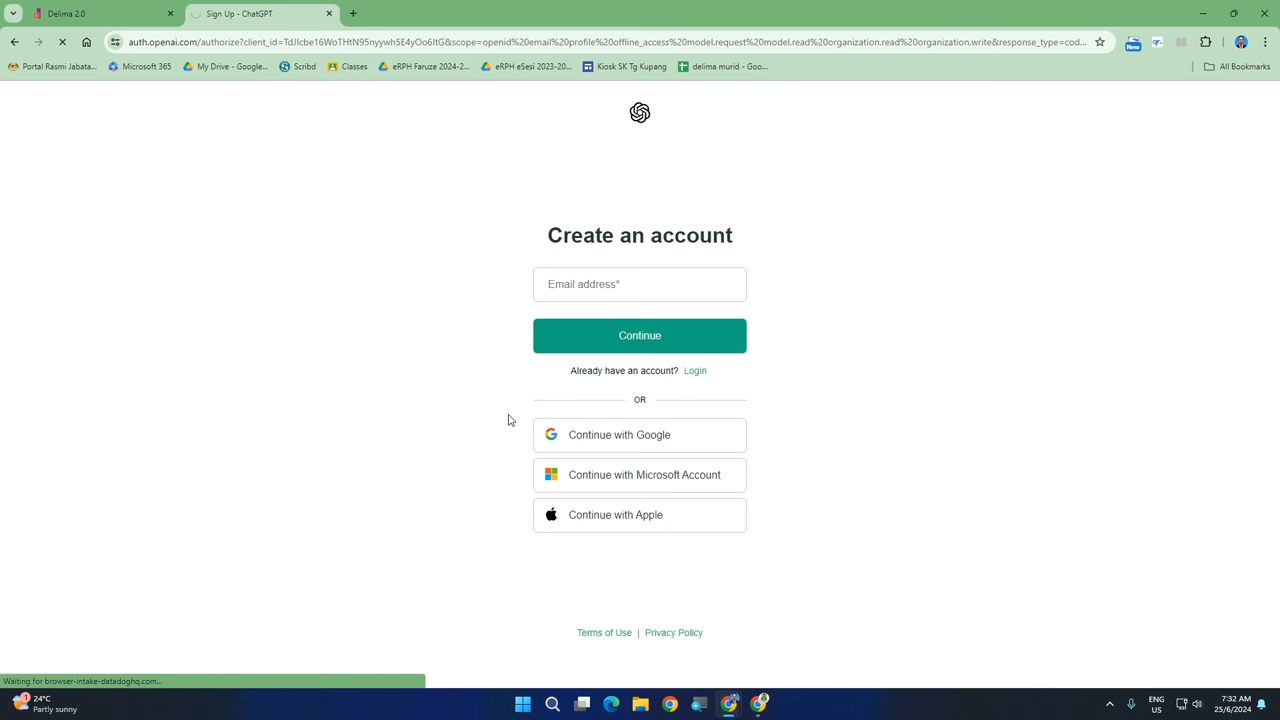 Delima 2.0
Sign Up - ChatGPT
auth.openai.com/authorize?client_id=TdJIcbe16WoTHtN95nyywh5E4yOo6ItG&scope=openid%20email%20profile%20offline_access%20model.request%20model.read%20organization.read%20organization.write&response_type=cod...
New
Portal Rasmi Jabata...
Microsoft 365
My Drive - Google...
Scribd
Classes
eRPH Faruze 2024-2...
eRPH eSesi 2023-20...
Kiosk SK Tg Kupang
delima murid - Goo...
All Bookmarks
Create an account
Email address*
Continue
Already have an account? Login
OR
Continue with Google
Continue with Microsoft Account
Continue with Apple
Terms of Use | Privacy Policy
Waiting for browser-intake-datadoghq.com...
1
24°C
Partly sunny
ENG
US
7:32 AM
25/6/2024